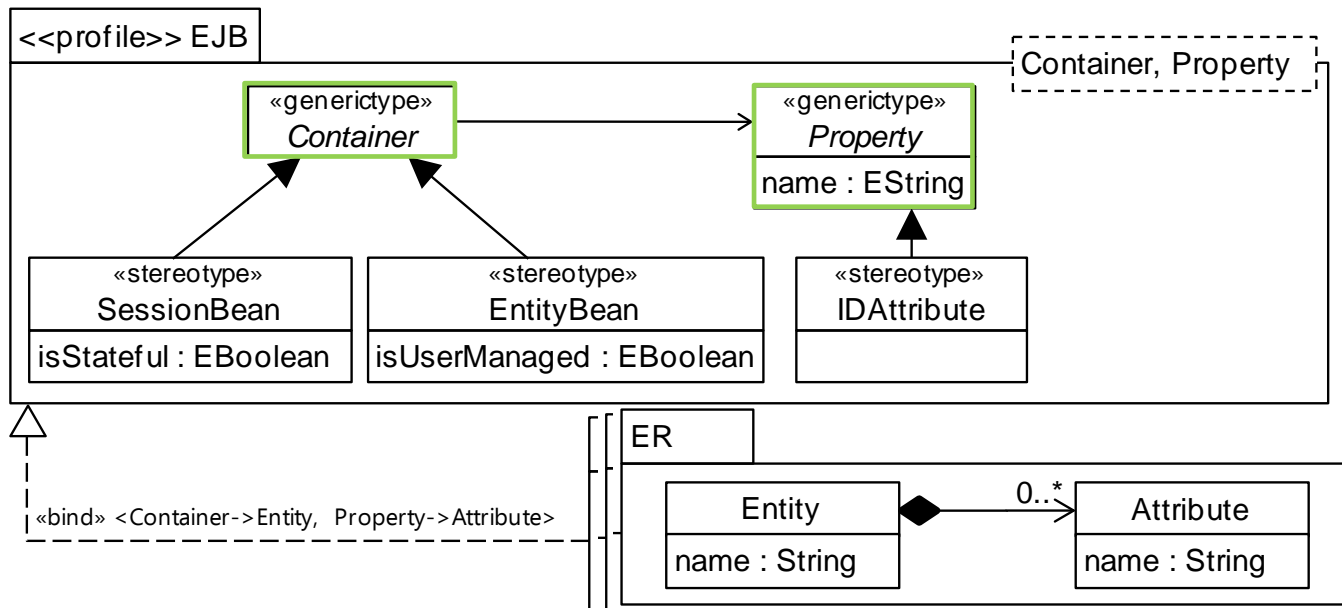 <<profile>> EJB
Container, Property
«generictype»
Container
«generictype»
Property
name : EString
«stereotype»
SessionBean
isStateful : EBoolean
«stereotype»
EntityBean
isUserManaged : EBoolean
«stereotype»
IDAttribute
ER
«bind» <Container->Entity, Property->Attribute>
Entity
name : String
0..*
Attribute
name : String